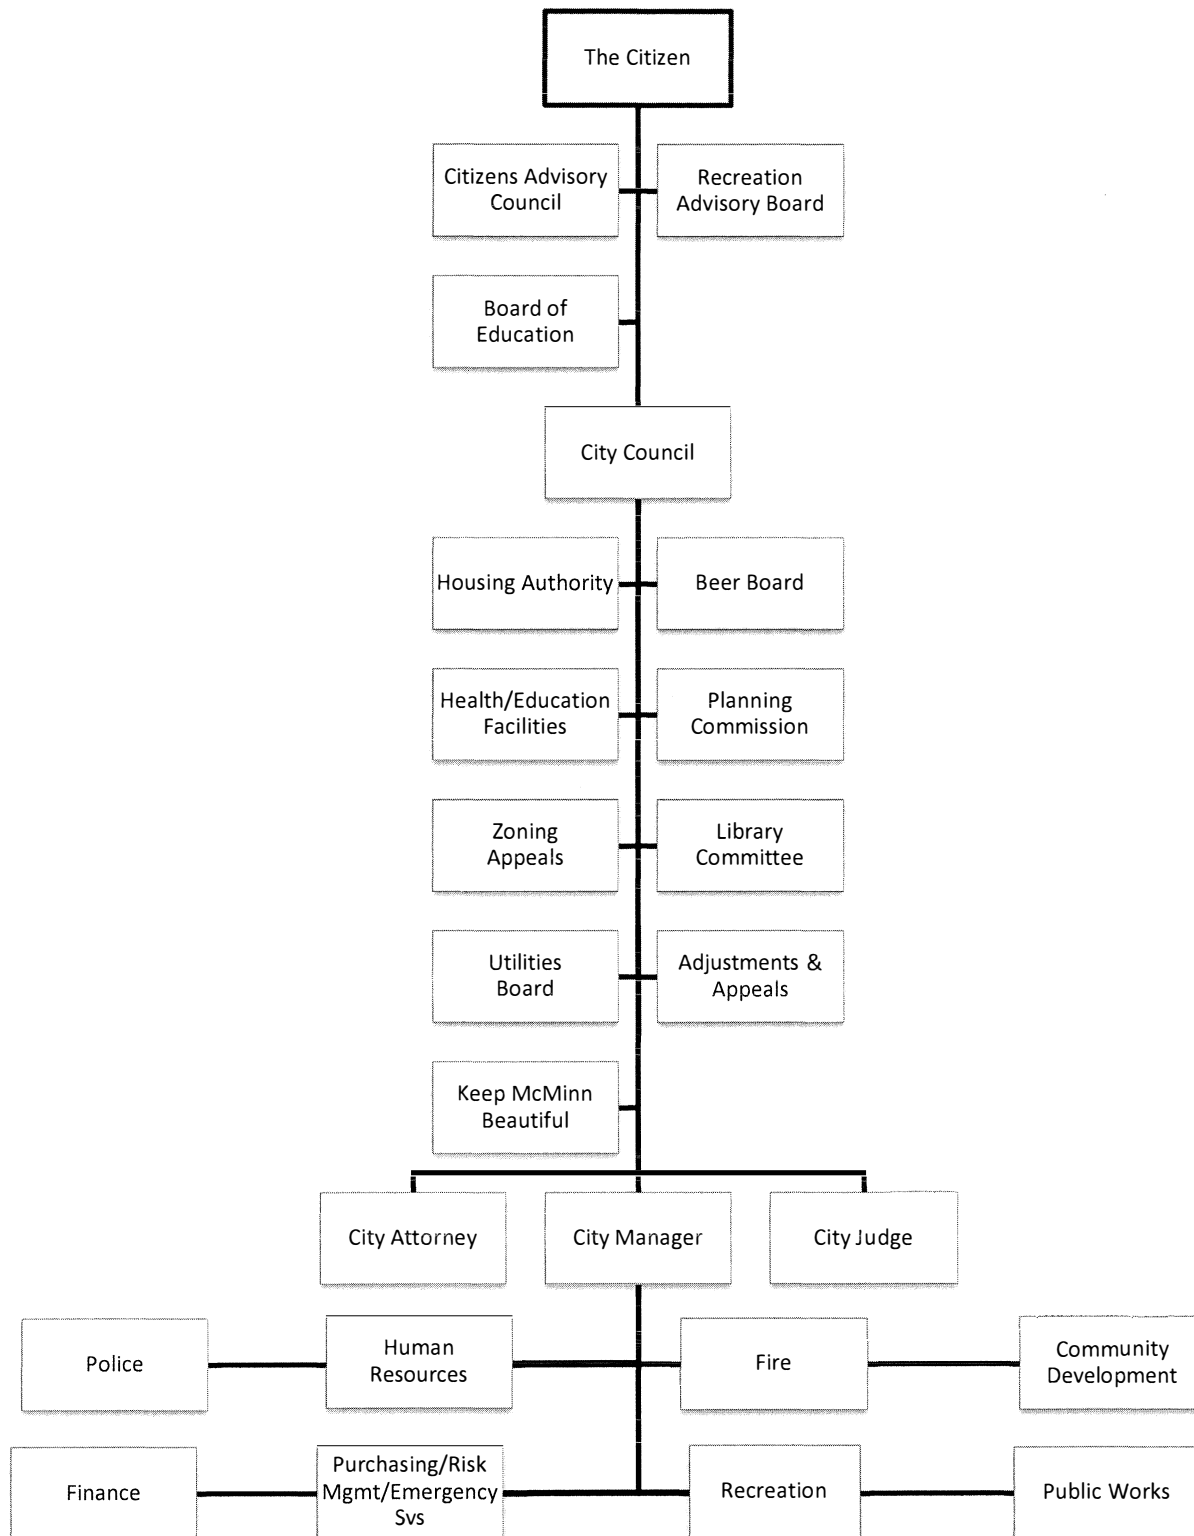 The Citizen
Citizens Advisory
Council
Recreation
Advisory Board
Board of
Education
City Council
Housing Authority
Beer Board
Health/Education
Facilities
Planning
Commission
Zoning
Appeals
Library
Committee
Utilities
Board
Adjustments &
Appeals
Keep McMinn
Beautiful
City Attorney
City Manager
City Judge
Police
Human
Resources
Fire
Community
Development
Finance
Purchasing/Risk
Mgmt/Emergency
Svs
Recreation
Public Works